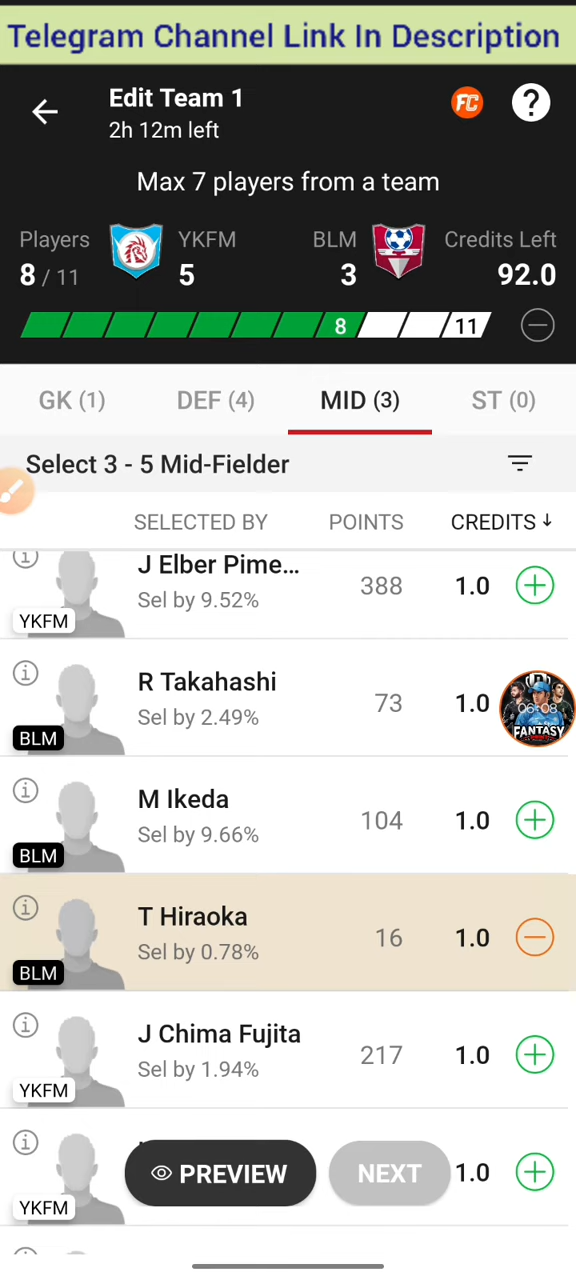 Telegram Channel Link In Description
Edit Team 1
2h 12m left
FC
?
Max 7 players from a team
Players
8 / 11
YKFM
5
BLM
3
Credits Left
92.0
8
11
GK (1)
DEF (4)
MID (3)
ST (0)
Select 3 - 5 Mid-Fielder
SELECTED BY
POINTS
CREDITS ↓
J Elber Pime...
Sel by 9.52%
388
1.0
YKFM
R Takahashi
Sel by 2.49%
73
1.0
BLM
06:08
FANTASY
M Ikeda
Sel by 9.66%
104
1.0
BLM
T Hiraoka
Sel by 0.78%
16
1.0
BLM
J Chima Fujita
Sel by 1.94%
217
1.0
YKFM
PREVIEW
NEXT
1.0
YKFM